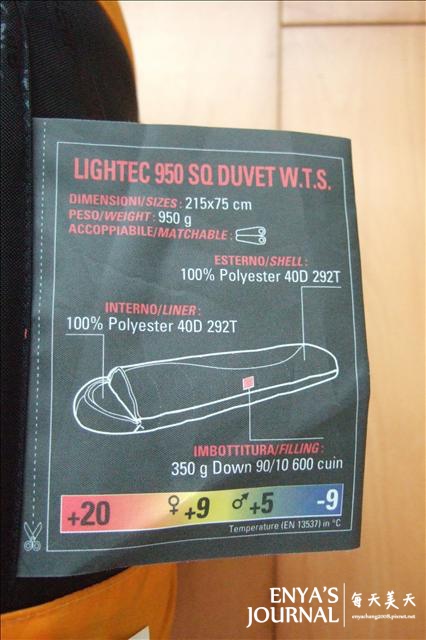 LIGHTEC 950 SQ DUVET W.T.S.
DIMENSIONI/SIZES: 215x75 cm
PESO/WEIGHT: 950 g
ACCOPPIABILE/MATCHABLE:
ESTERNO/SHELL:
100% Polyester 40D 292T
INTERNO/LINER:
100% Polyester 40D 292T
IMBOTTITURA/FILLING:
350 g Down 90/10 600 cuin
+20 ♀+9 ♂+5 -9
Temperature (EN 13537) in °C
ENYA'S JOURNAL
每天美天